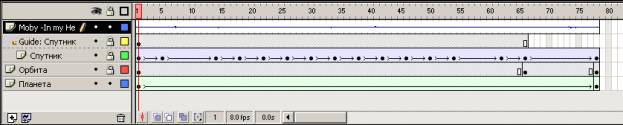 1 5 10 15 20 25 30 35 40 45 50 55 60 65 70 75 80
Moby -In my He
Guide: Спутник
Спутник
Орбита
Планета
1 8.0 fps 0.0s